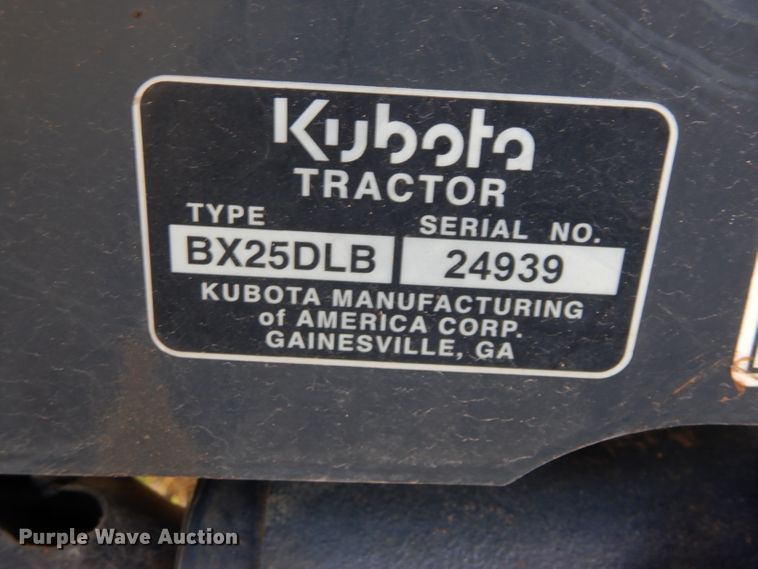 Kubota
TRACTOR
TYPE SERIAL NO.
BX25DLB 24939
KUBOTA MANUFACTURING
of AMERICA CORP.
GAINESVILLE, GA
Purple Wave Auction